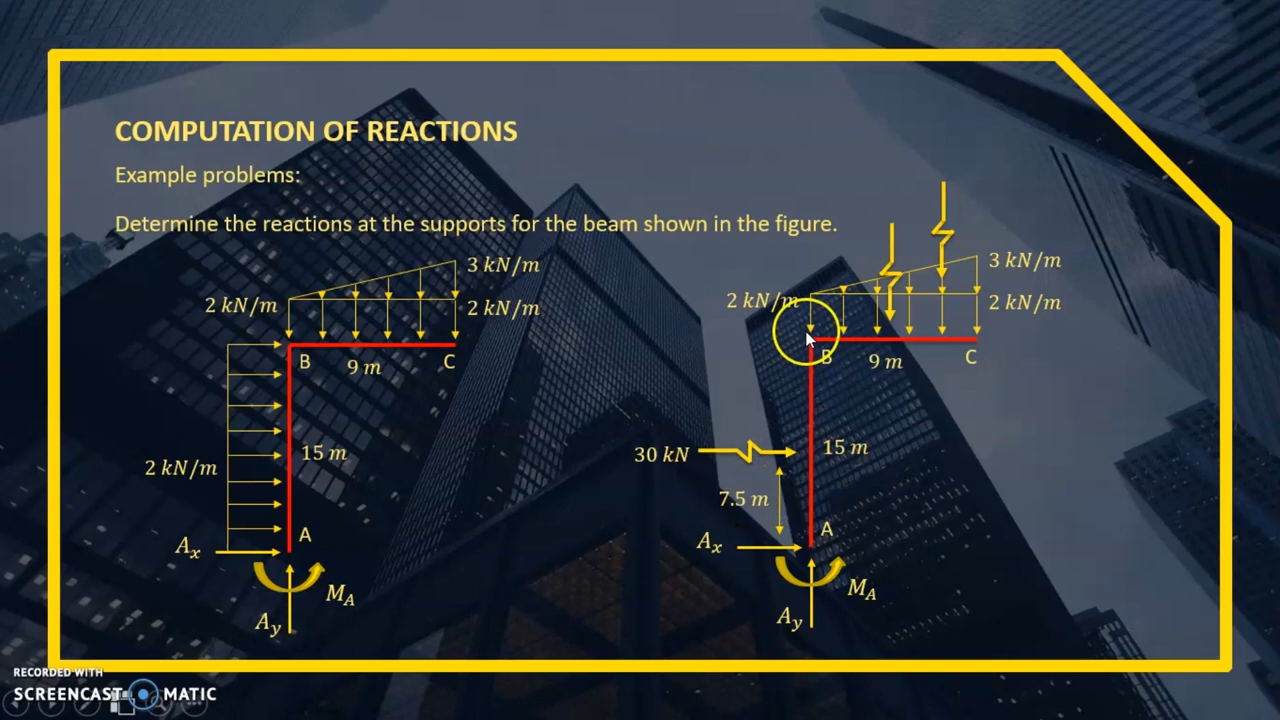 COMPUTATION OF REACTIONS
Example problems:
Determine the reactions at the supports for the beam shown in the figure.
3 kN/m
2 kN/m
2 kN/m
B
9 m
C
15 m
2 kN/m
A
Ax
MA
Ay
3 kN/m
2 kN/m
2 kN/m
B
9 m
C
30 kN
15 m
7.5 m
A
Ax
MA
Ay
RECORDED WITH
SCREENCAST MATIC